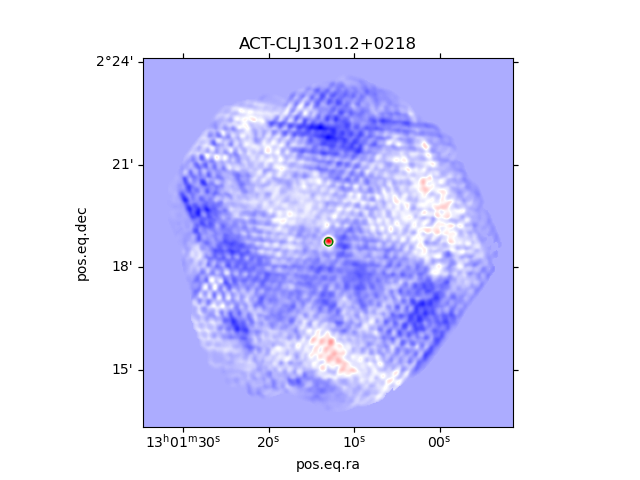 ACT-CLJ1301.2+0218
2°24'
21'
18'
15'
pos.eq.dec
13ʰ01ᵐ30ˢ 20ˢ 10ˢ 00ˢ
pos.eq.ra